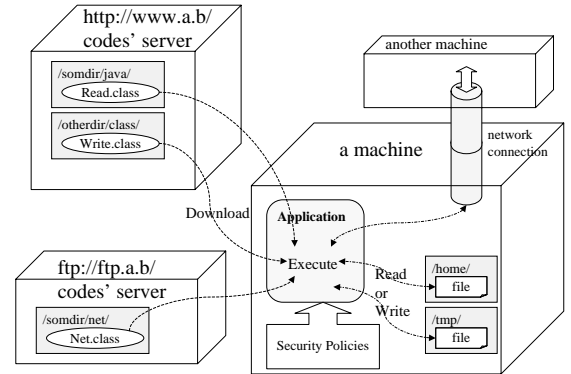 http://www.a.b/
codes' server
/somdir/java/
Read.class
/otherdir/class/
Write.class
Download
ftp://ftp.a.b/
codes' server
/somdir/net/
Net.class
another machine
network
connection
a machine
Application
Execute
Read
or
Write
/home/
file
/tmp/
file
Security Policies